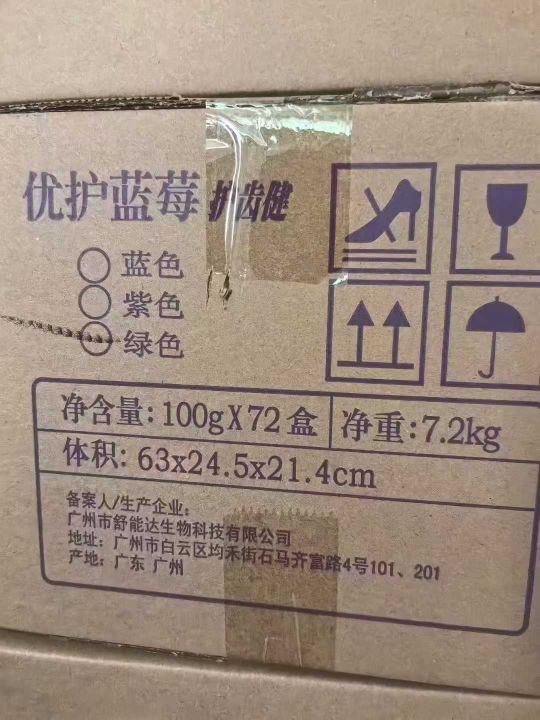 优护蓝莓 护齿健
蓝色
紫色
绿色
净含量: 100gX72盒 净重: 7.2kg
体积: 63x24.5x21.4cm
备案人/生产企业:
广州市舒能达生物科技有限公司
地址: 广州市白云区均禾街石马齐富路4号101、201
产地: 广东 广州